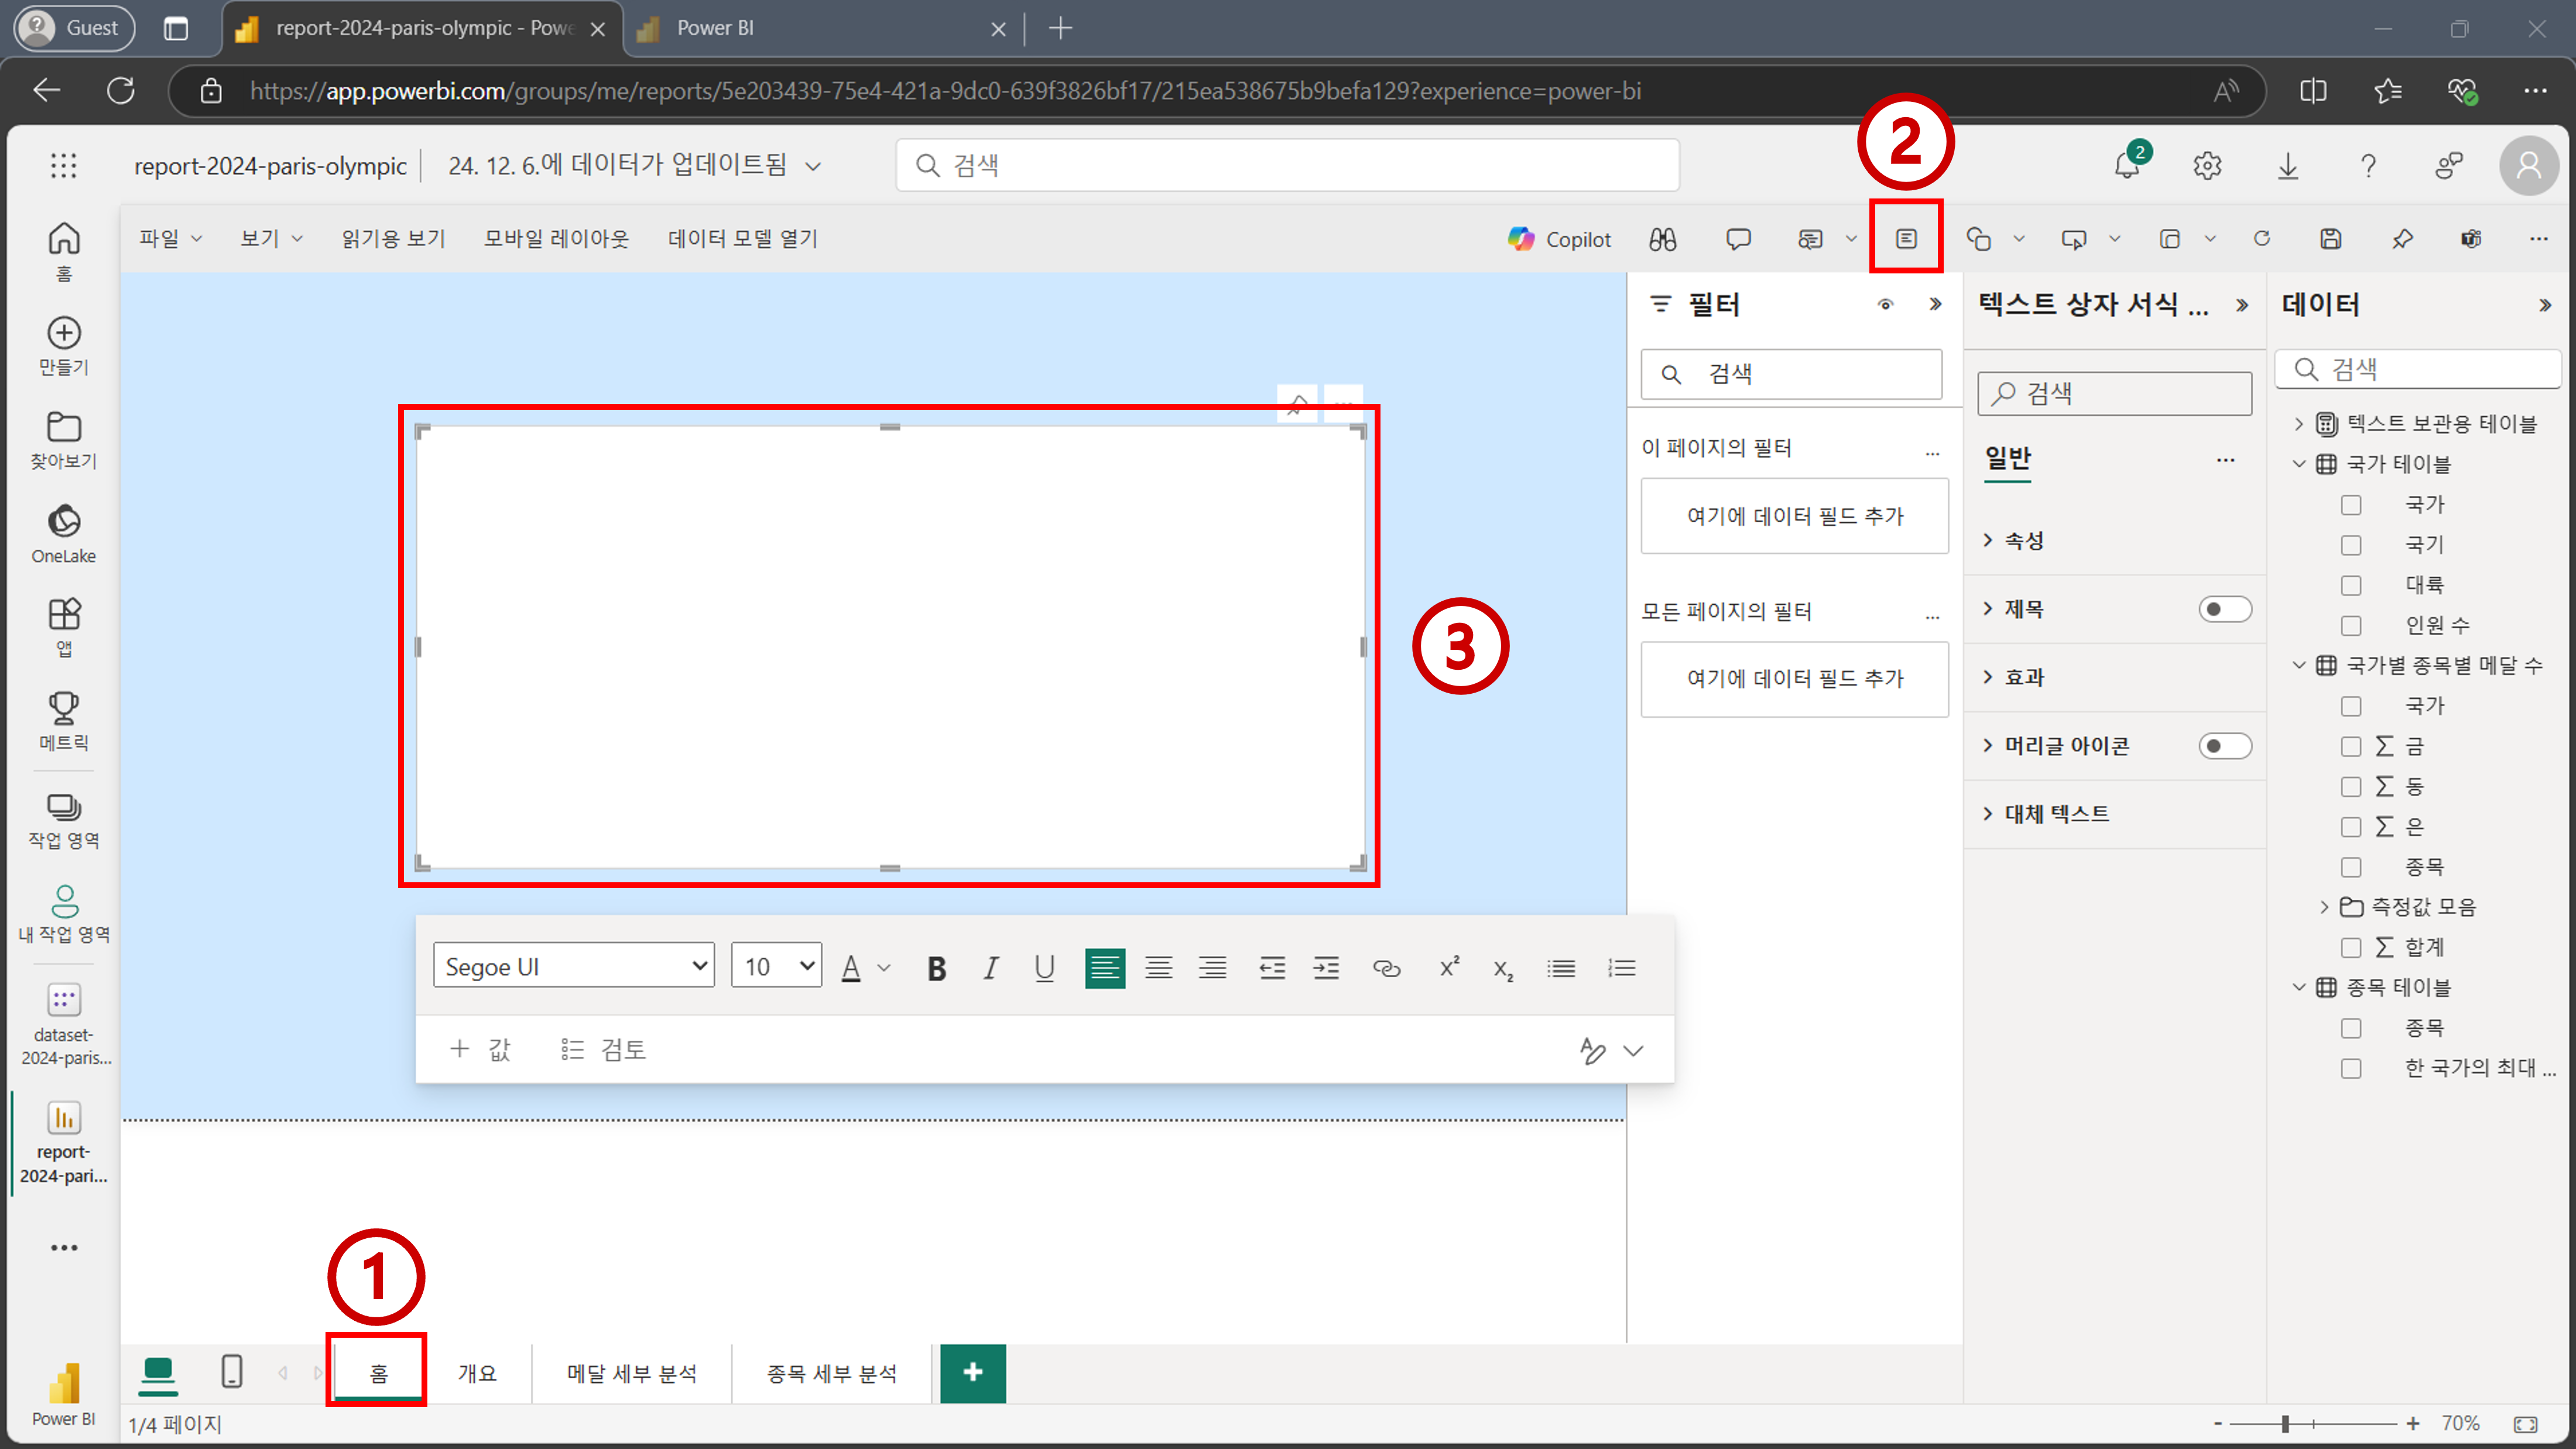 Guest
report-2024-paris-olympic - Powe
Power BI
https://app.powerbi.com/groups/me/reports/5e203439-75e4-421a-9dc0-639f3826bf17/215ea538675b9befa129?experience=power-bi
report-2024-paris-olympic
24. 12. 6.에 데이터가 업데이트됨
검색
2
2
파일
보기
읽기용 보기
모바일 레이아웃
데이터 모델 열기
Copilot
홈
만들기
찾아보기
OneLake
앱
메트릭
작업 영역
내 작업 영역
dataset-
2024-paris...
report-
2024-pari...
Power BI
3
Segoe UI
10
A
B
I
U
x²
x₂
값
검토
필터
검색
이 페이지의 필터
여기에 데이터 필드 추가
모든 페이지의 필터
여기에 데이터 필드 추가
텍스트 상자 서식 ...
검색
일반
속성
제목
효과
머리글 아이콘
대체 텍스트
데이터
검색
텍스트 보관용 테이블
국가 테이블
국가
국기
대륙
인원 수
국가별 종목별 메달 수
국가
∑ 금
∑ 동
∑ 은
종목
측정값 모음
∑ 합계
종목 테이블
종목
한 국가의 최대 ...
1
홈
개요
메달 세부 분석
종목 세부 분석
+
1/4 페이지
- + 70%